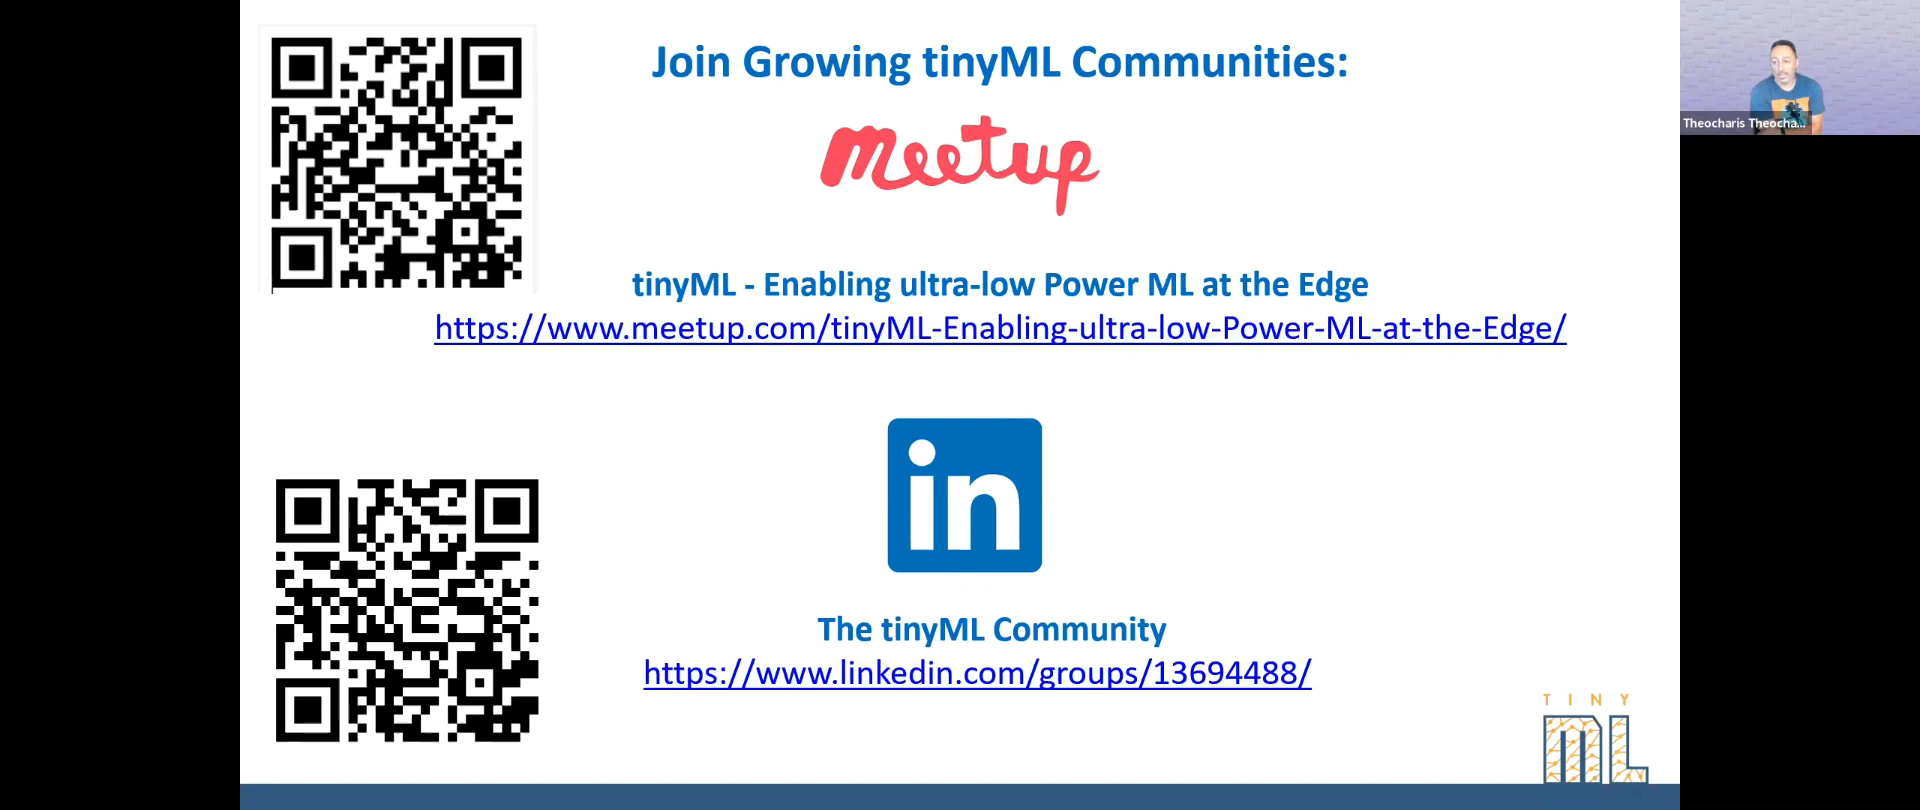 Join Growing tinyML Communities:
meetup
tinyML - Enabling ultra-low Power ML at the Edge
https://www.meetup.com/tinyML-Enabling-ultra-low-Power-ML-at-the-Edge/
in
The tinyML Community
https://www.linkedin.com/groups/13694488/
TINY
ML
Theocharis Theocha...